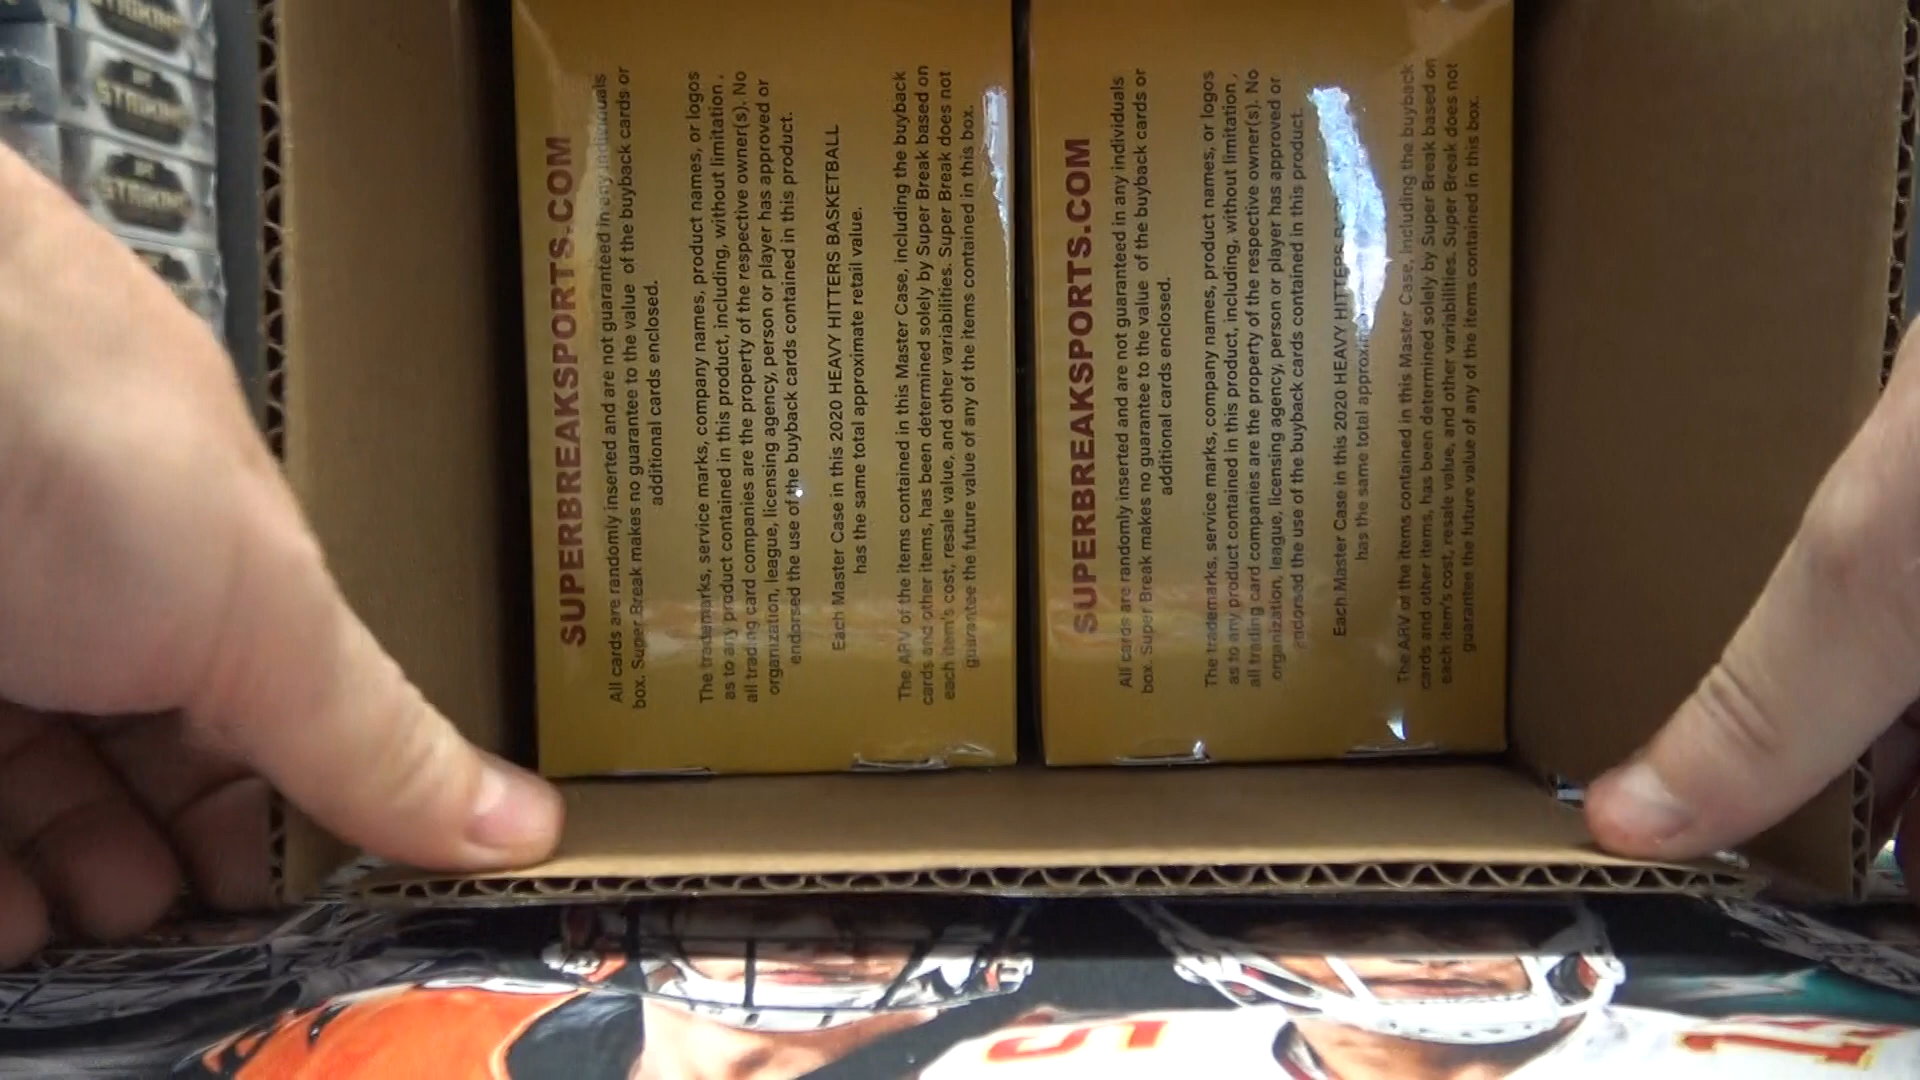 SUPERBREAKSPORTS.COM
All cards are randomly inserted and are not guaranteed in any individuals
box. Super Break makes no guarantee to the value of the buyback cards or
additional cards enclosed.
The trademarks, service marks, company names, product names, or logos
as to any product contained in this product, including, without limitation,
all trading card companies are the property of the respective owner(s). No
organization, league, licensing agency, person or player has approved or
endorsed the use of the buyback cards contained in this product.
Each Master Case in this 2020 HEAVY HITTERS BASKETBALL
has the same total approximate retail value.
The ARV of the items contained in this Master Case, including the buyback
cards and other items, has been determined solely by Super Break based on
each item's cost, resale value, and other variabilities. Super Break does not
guarantee the future value of any of the items contained in this box.
SUPERBREAKSPORTS.COM
All cards are randomly inserted and are not guaranteed in any individuals
box. Super Break makes no guarantee to the value of the buyback cards or
additional cards enclosed.
The trademarks, service marks, company names, product names, or logos
as to any product contained in this product, including, without limitation,
all trading card companies are the property of the respective owner(s). No
organization, league, licensing agency, person or player has approved or
endorsed the use of the buyback cards contained in this product.
Each Master Case in this 2020 HEAVY HITTERS
has the same total
The ARV of the items contained in this Master Case, including the buyback
cards and other items, has been determined solely by Super Break based on
each item's cost, resale value, and other variabilities. Super Break does not
guarantee the future value of any of the items contained in this box.
STRIKING
STRIKING
STRIKING